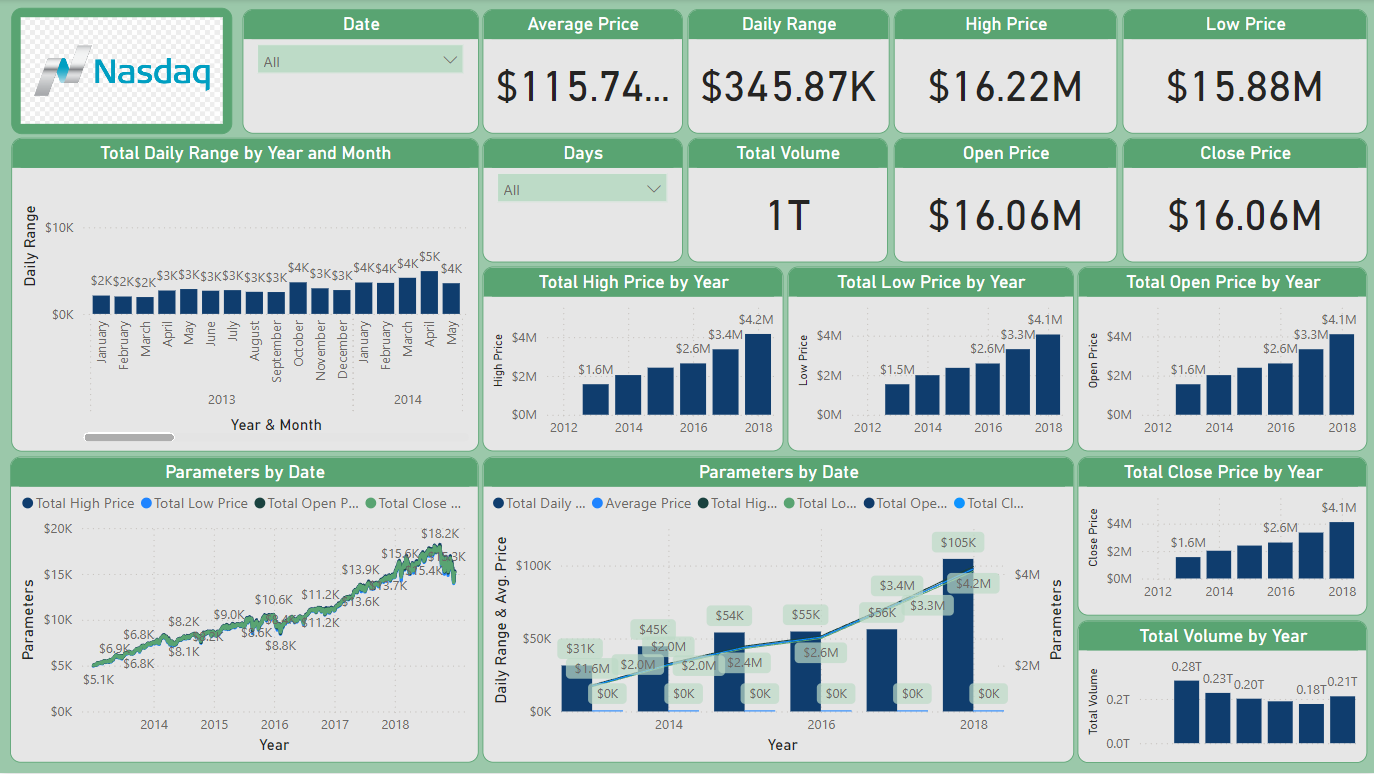 Nasdaq
Date
All
Average Price
$115.74...
Daily Range
$345.87K
High Price
$16.22M
Low Price
$15.88M
Total Daily Range by Year and Month
Daily Range
$10K
$0K
$2K $2K $2K $3K $3K $3K $3K $3K $3K $4K $3K $3K $4K $4K $4K $5K $4K
January February March April May June July August September October November December January February March April May
2013 2014
Year & Month
Days
All
Total Volume
1T
Open Price
$16.06M
Close Price
$16.06M
Total High Price by Year
High Price
$4M
$2M
$0M
$1.6M $2.6M $3.4M $4.2M
2012 2014 2016 2018
Total Low Price by Year
Low Price
$4M
$2M
$0M
$1.5M $2.6M $3.3M $4.1M
2012 2014 2016 2018
Total Open Price by Year
Open Price
$4M
$2M
$0M
$1.6M $2.6M $3.3M $4.1M
2012 2014 2016 2018
Parameters by Date
Total High Price Total Low Price Total Open P... Total Close ...
Parameters
$20K
$15K
$10K
$5K
$0K
$5.1K $6.9K $6.8K $6.8K $8.2K $8.1K $9.0K $8.6K $10.6K $8.8K $11.2K $11.2K $13.9K $13.6K $15.6K $18.2K
2014 2015 2016 2017 2018
Year
Parameters by Date
Total Daily ... Average Price Total Hig... Total Lo... Total Ope... Total Cl...
Daily Range & Avg. Price
$100K
$50K
$0K
$31K $45K $54K $55K $56K $105K
$1.6M $2.0M $2.0M $2.0M $2.4M $2.6M $3.4M $3.3M $4.2M
$0K $0K $0K $0K $0K $0K
$4M
$2M
Parameters
2014 2016 2018
Year
Total Close Price by Year
Close Price
$4M
$2M
$0M
$1.6M $2.6M $4.1M
2012 2014 2016 2018
Total Volume by Year
Total Volume
0.2T
0.0T
0.28T 0.23T 0.20T 0.18T 0.21T